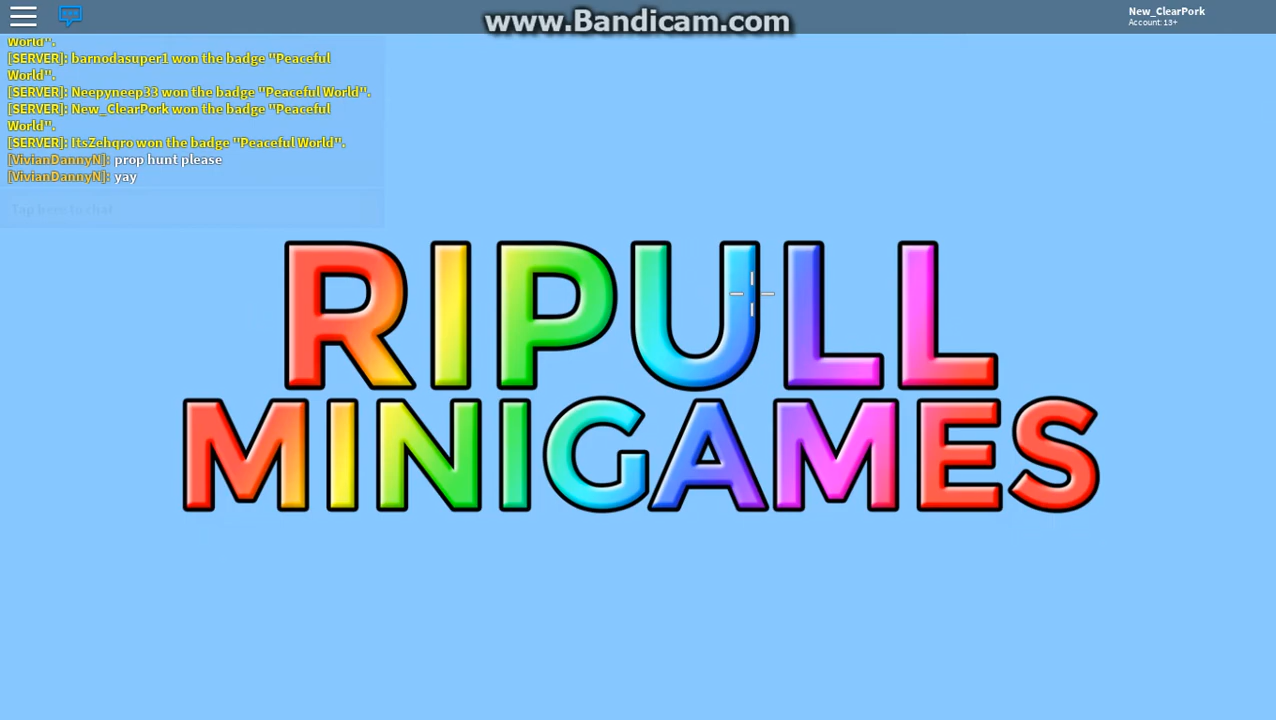 www.Bandicam.com
New_ClearPork
Account: 13+
World".
[SERVER]: barnodasuper1 won the badge "Peaceful
World".
[SERVER]: Neepyneep33 won the badge "Peaceful World".
[SERVER]: New_ClearPork won the badge "Peaceful
World".
[SERVER]: ItsZehqro won the badge "Peaceful World".
[VivianDannyN]: prop hunt please
[VivianDannyN]: yay
Tap here to chat
RIPULL
MINIGAMES